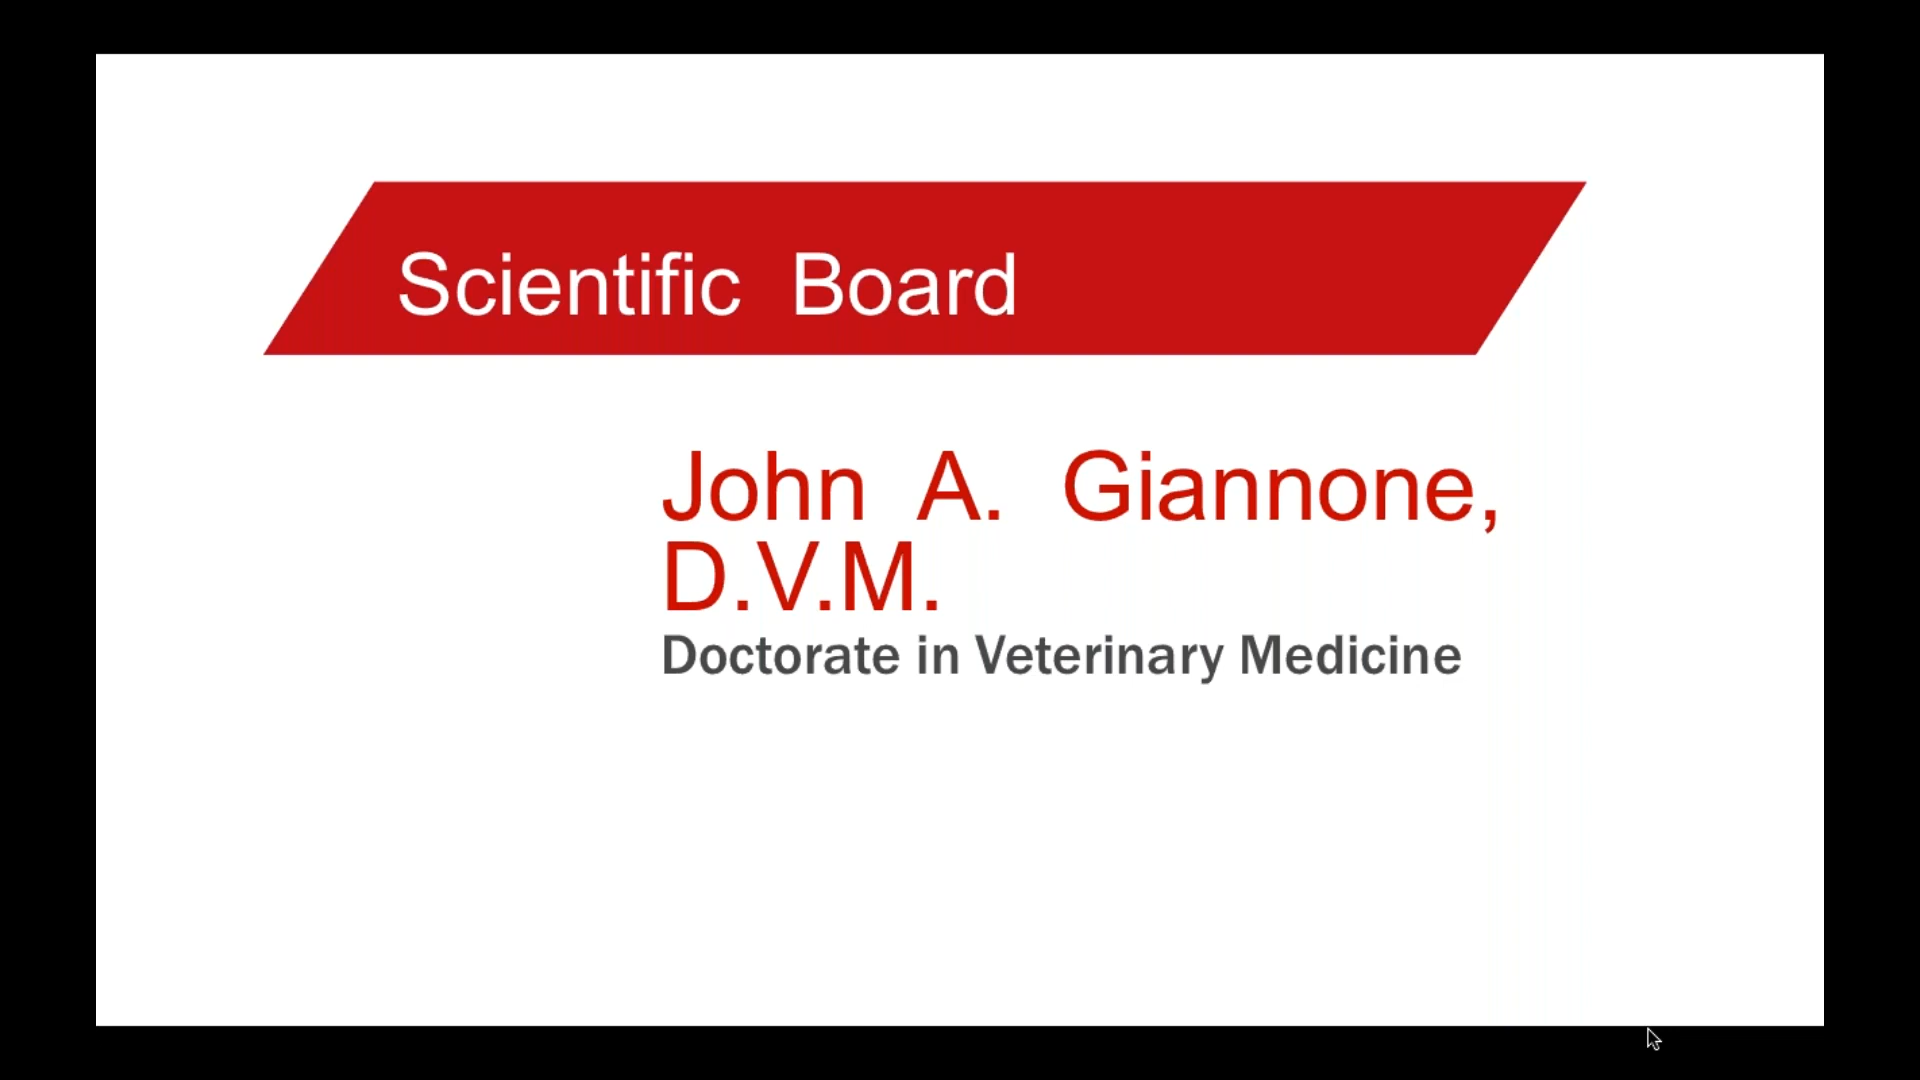 Scientific Board
John A. Giannone,
D.V.M.
Doctorate in Veterinary Medicine